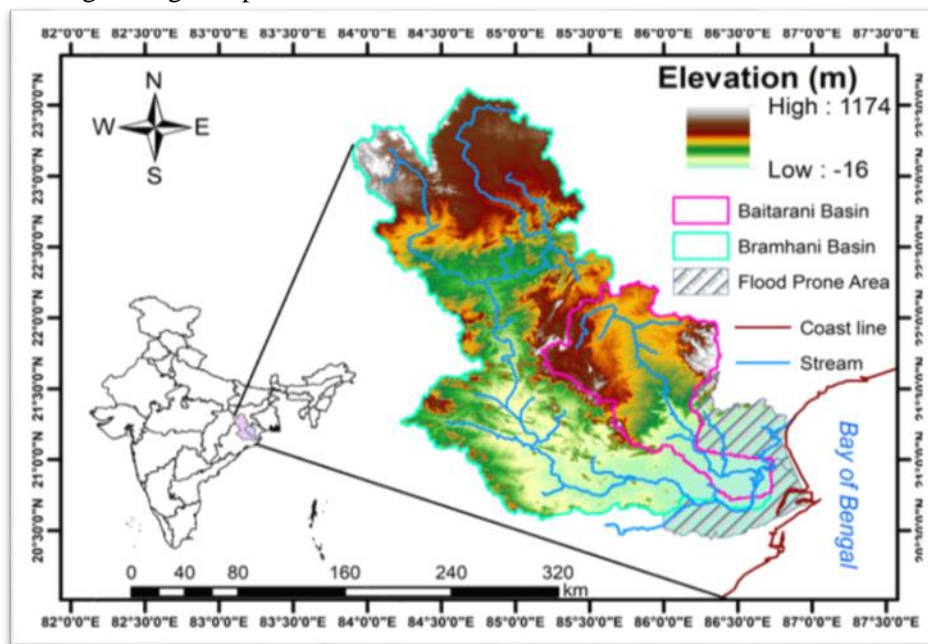 82°0'0"E 82°30'0"E 83°0'0"E 83°30'0"E 84°0'0"E 84°30'0"E 85°0'0"E 85°30'0"E 86°0'0"E 86°30'0"E 87°0'0"E 87°30'0"E
N
W E
S
Elevation (m)
High : 1174
Low : -16
Baitarani Basin
Bramhani Basin
Flood Prone Area
Coast line
Stream
23°30'0"N
23°0'0"N
22°30'0"N
22°0'0"N
21°30'0"N
21°0'0"N
20°30'0"N
Bay of Bengal
0 40 80 160 240 320
km
82°0'0"E 82°30'0"E 83°0'0"E 83°30'0"E 84°0'0"E 84°30'0"E 85°0'0"E 85°30'0"E 86°0'0"E 86°30'0"E 87°0'0"E 87°30'0"E